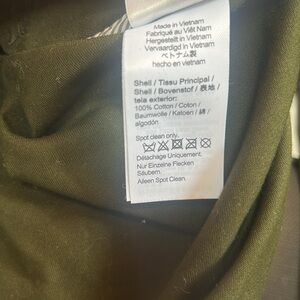 Made in Vietnam
Fabriqué au Viêt Nam
Hergestellt in Vietnam
Vervaardigd in Vietnam
ベトナム製
hecho en vietnam
Shell / Tissu Principal /
Shell / Bovenstof / 表地 /
tela exterior:
100% Cotton / Coton /
Baumwolle / Katoen / 綿 /
algodón
Spot clean only.
Détachage Uniquement.
Nur Einzelne Flecken
Säubern.
Alleen Spot Clean.